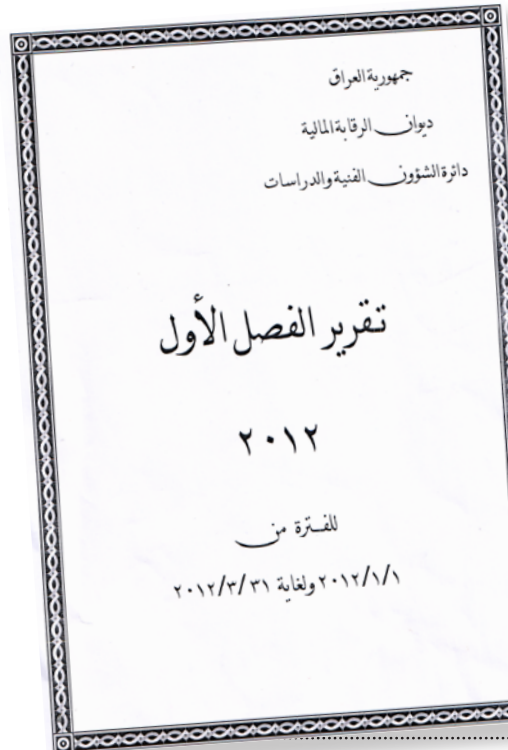 جمهورية العراق
ديوان الرقابة المالية
دائرة الشؤون الفنية والدراسات
تقرير الفصل الأول
٢٠١٢
للفترة من
٢٠١٢/١/١ ولغاية ٢٠١٢/٣/٣١